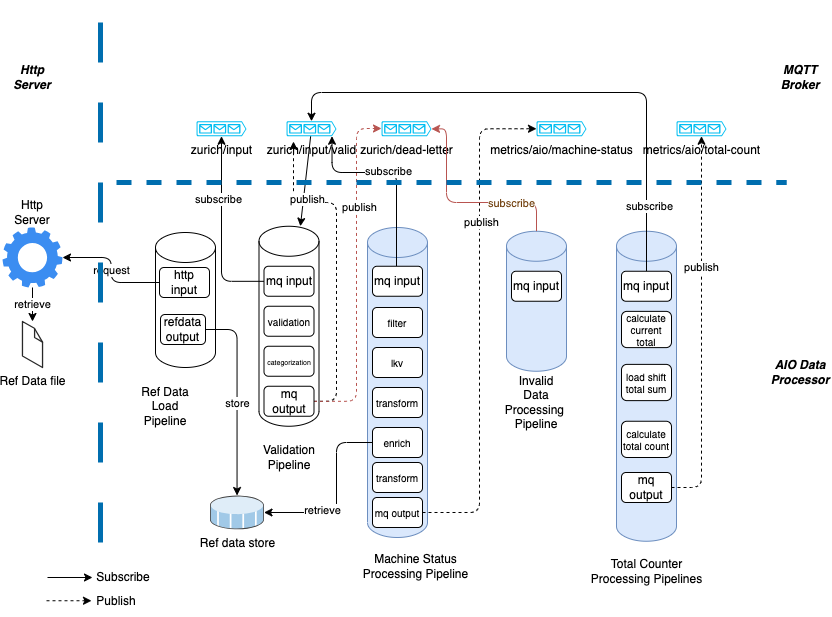 Http
Server
MQTT
Broker
zurich/input
zurich/input/valid
zurich/dead-letter
metrics/aio/machine-status
metrics/aio/total-count
subscribe
subscribe
publish
publish
subscribe
publish
subscribe
publish
Http
Server
request
retrieve
Ref Data file
http
input
refdata
output
Ref Data
Load
Pipeline
store
Ref data store
mq input
validation
categorization
mq
output
Validation
Pipeline
mq input
filter
lkv
transform
enrich
transform
mq output
retrieve
Machine Status
Processing Pipeline
mq input
Invalid
Data
Processing
Pipeline
mq input
calculate
current
total
load shift
total sum
calculate
total count
mq
output
Total Counter
Processing Pipelines
AIO Data
Processor
Subscribe
Publish